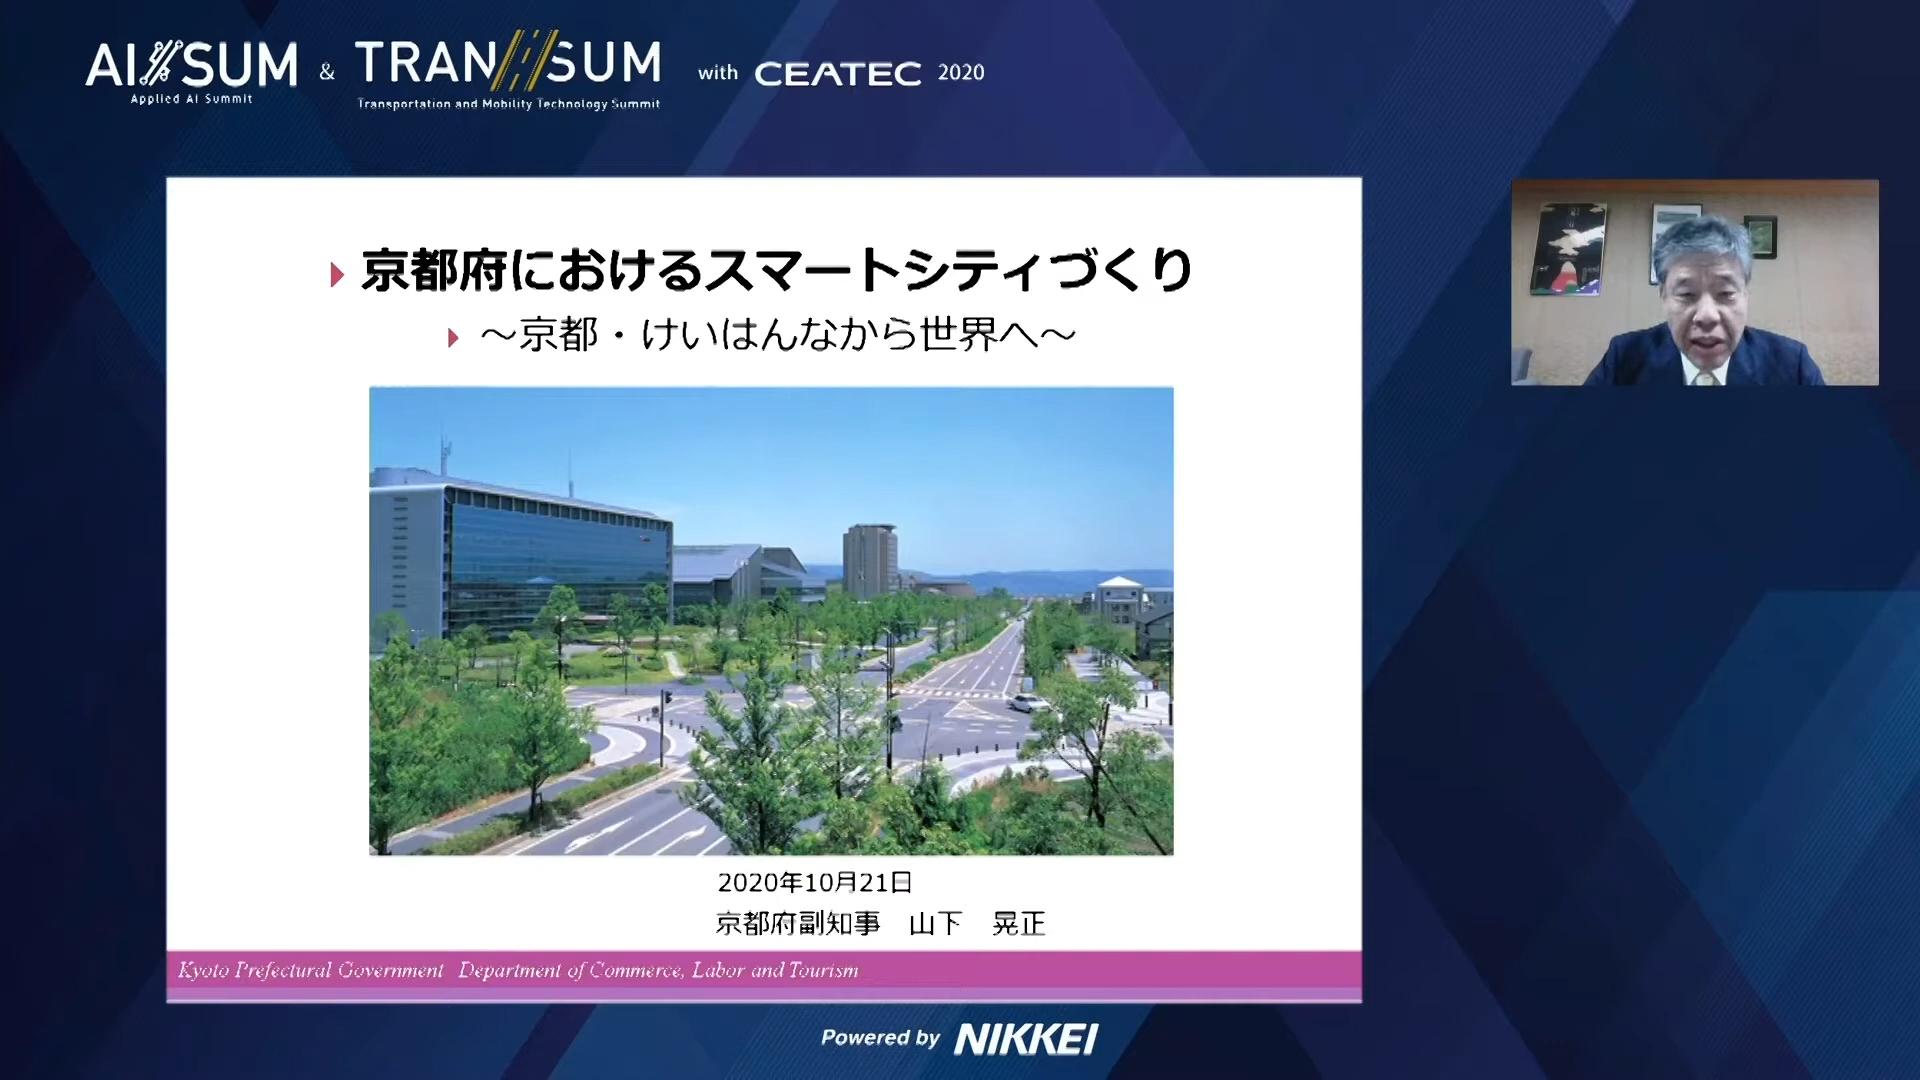 AI/SUM & TRAN/SUM with CEATEC 2020
Applied AI Summit
Transportation and Mobility Technology Summit
京都府におけるスマートシティづくり
～京都・けいはんなから世界へ～
2020年10月21日
京都府副知事 山下 晃正
Kyoto Prefectural Government Department of Commerce, Labor and Tourism
Powered by NIKKEI